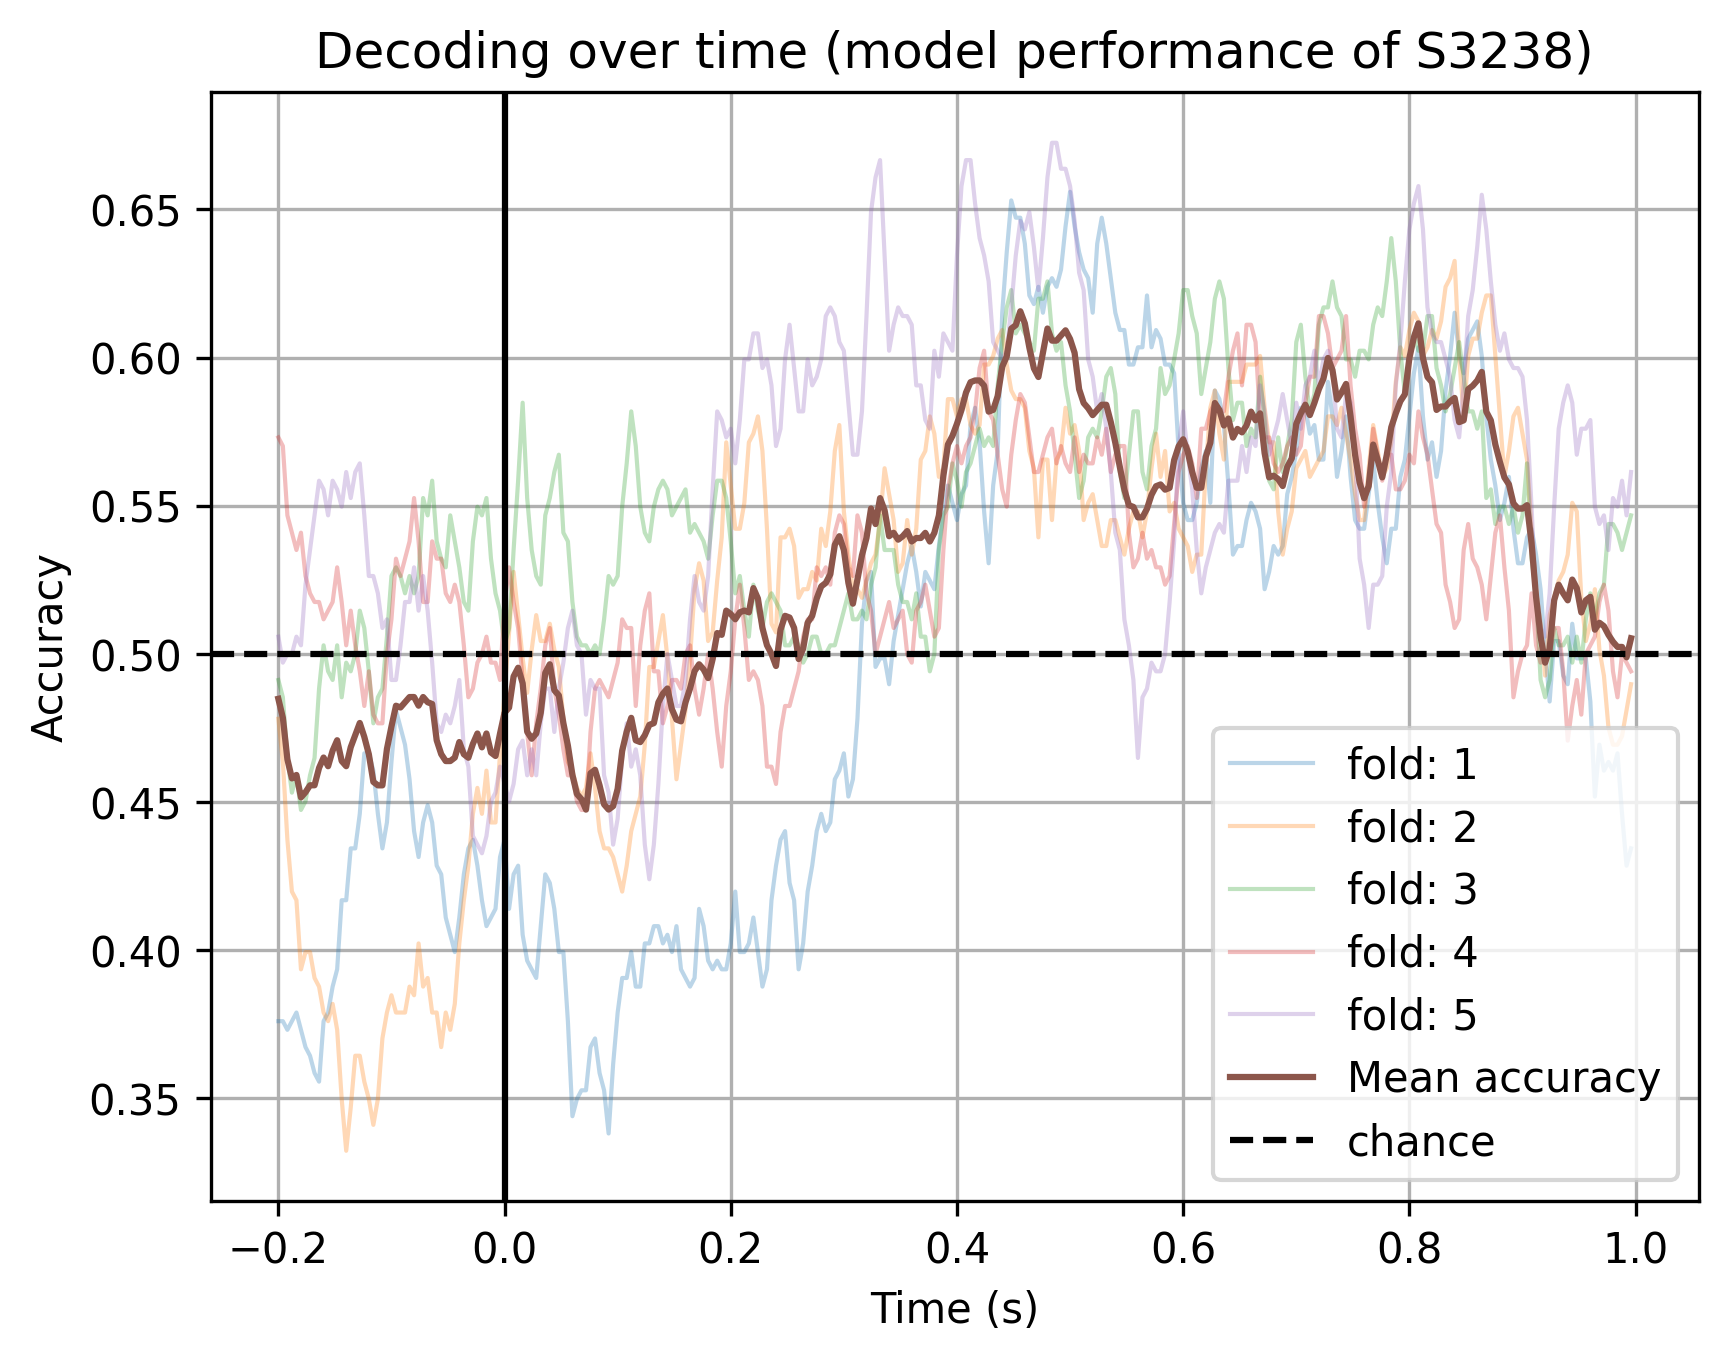 Decoding over time (model performance of S3238)
Accuracy
0.65
0.60
0.55
0.50
0.45
0.40
0.35
fold: 1
fold: 2
fold: 3
fold: 4
fold: 5
Mean accuracy
chance
−0.2 0.0 0.2 0.4 0.6 0.8 1.0
Time (s)